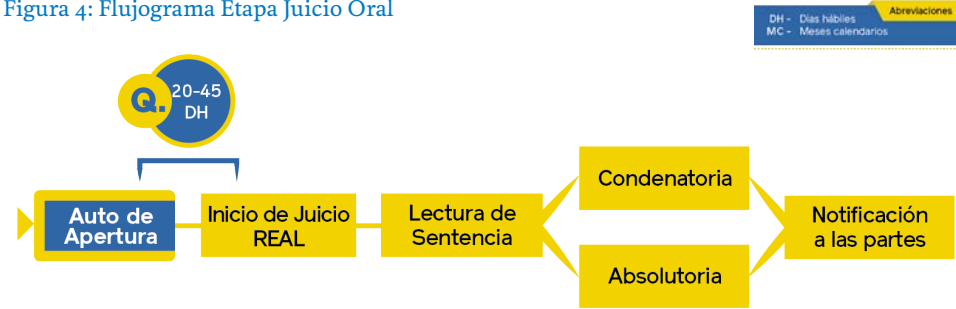 Figura 4: Flujograma Etapa Juicio Oral
Abreviaciones
DH - Días hábiles
MC - Meses calendarios
Q.
20-45
DH
Auto de
Apertura
Inicio de Juicio
REAL
Lectura de
Sentencia
Condenatoria
Absolutoria
Notificación
a las partes